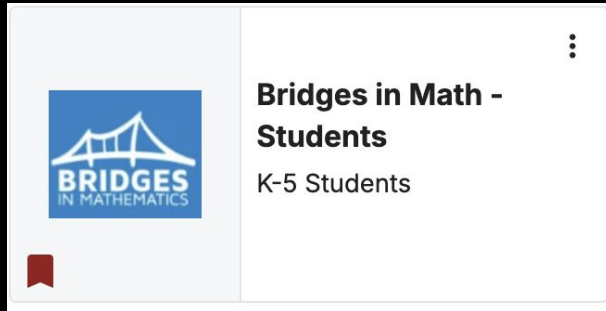 BRIDGES
IN MATHEMATICS
Bridges in Math -
Students
K-5 Students